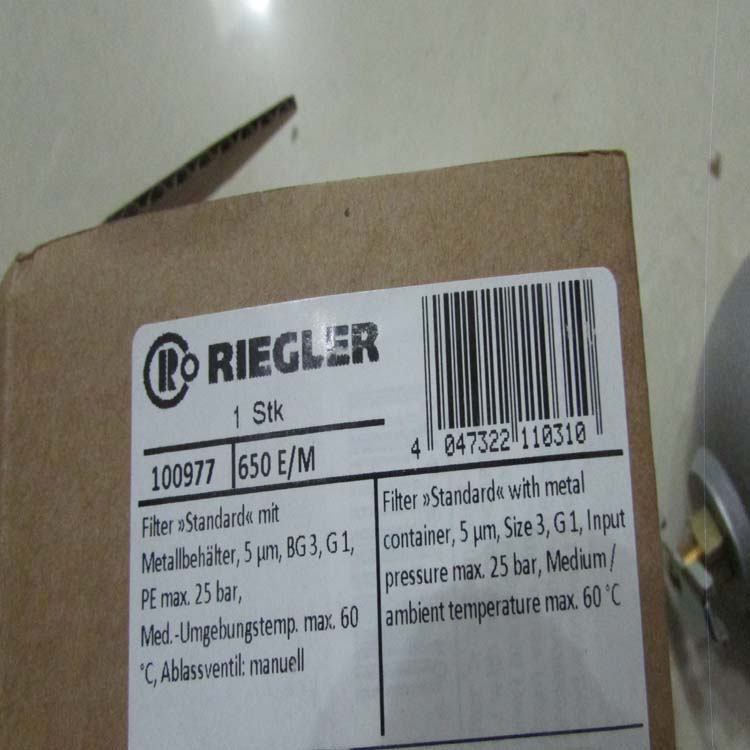 RIEGLER
1 Stk
100977
650 E/M
4 047322 110310
Filter »Standard« mit
Metallbehälter, 5 µm, BG 3, G 1,
PE max. 25 bar,
Med.-Umgebungstemp. max. 60
°C, Ablassventil: manuell
Filter »Standard« with metal
container, 5 µm, Size 3, G 1, Input
pressure max. 25 bar, Medium /
ambient temperature max. 60 °C